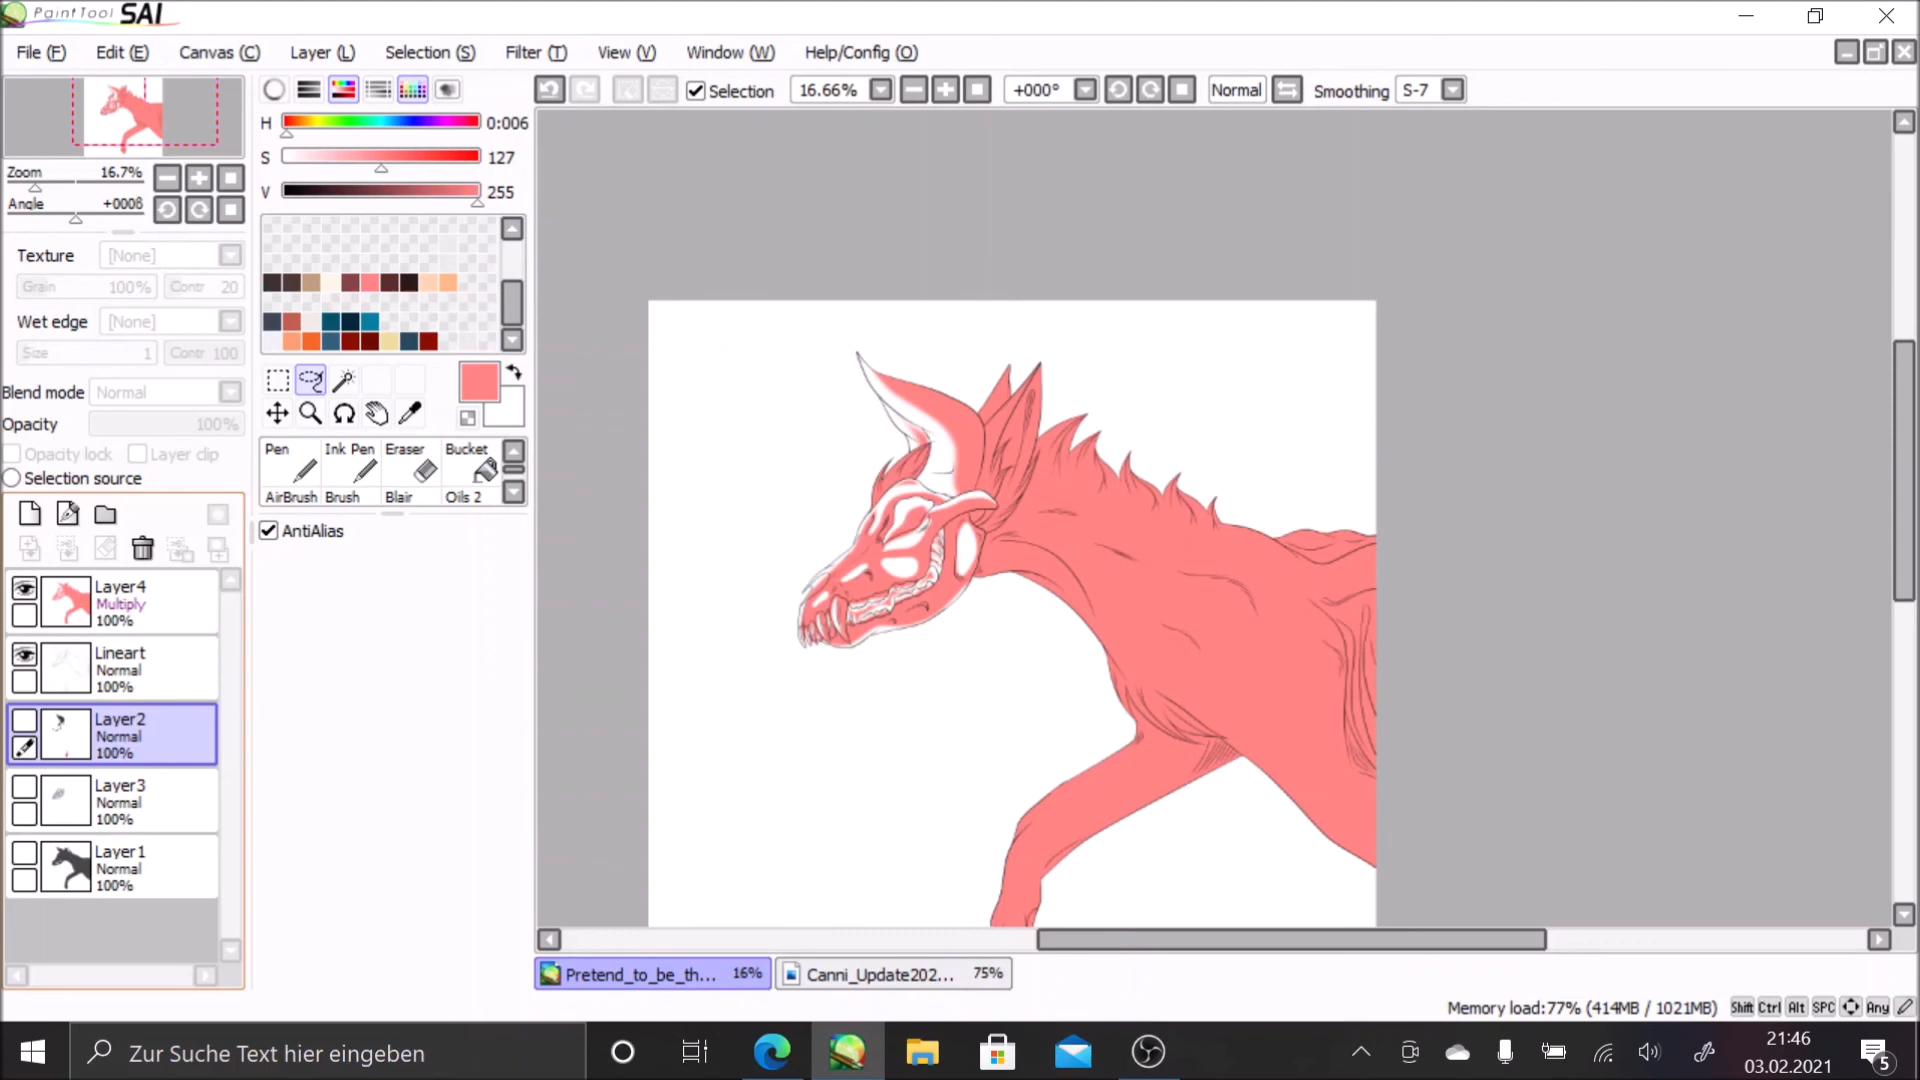 PaintTool SAI
File (F) Edit (E) Canvas (C) Layer (L) Selection (S) Filter (T) View (V) Window (W) Help/Config (O)
Selection 16.66% +000° Normal Smoothing S-7
H 0:006
S 127
V 255
Zoom 16.7%
Angle
Texture [None]
Grain 100% Contr 20
Wet edge [None]
Size 1 Contr 100
Blend mode Normal
Opacity 100%
Opacity lock Layer clip
Selection source
Pen Ink Pen Eraser Bucket
AirBrush Brush Blair Oils 2
AntiAlias
Layer4
Multiply
100%
Lineart
Normal
100%
Layer2
Normal
100%
Layer3
Normal
100%
Layer1
Normal
100%
Pretend_to_be_th... 16% Canni_Update202... 75%
Memory load:77% (414MB / 1021MB) Shift Ctrl Alt SPC Any
Zur Suche Text hier eingeben
21:46
03.02.2021
5